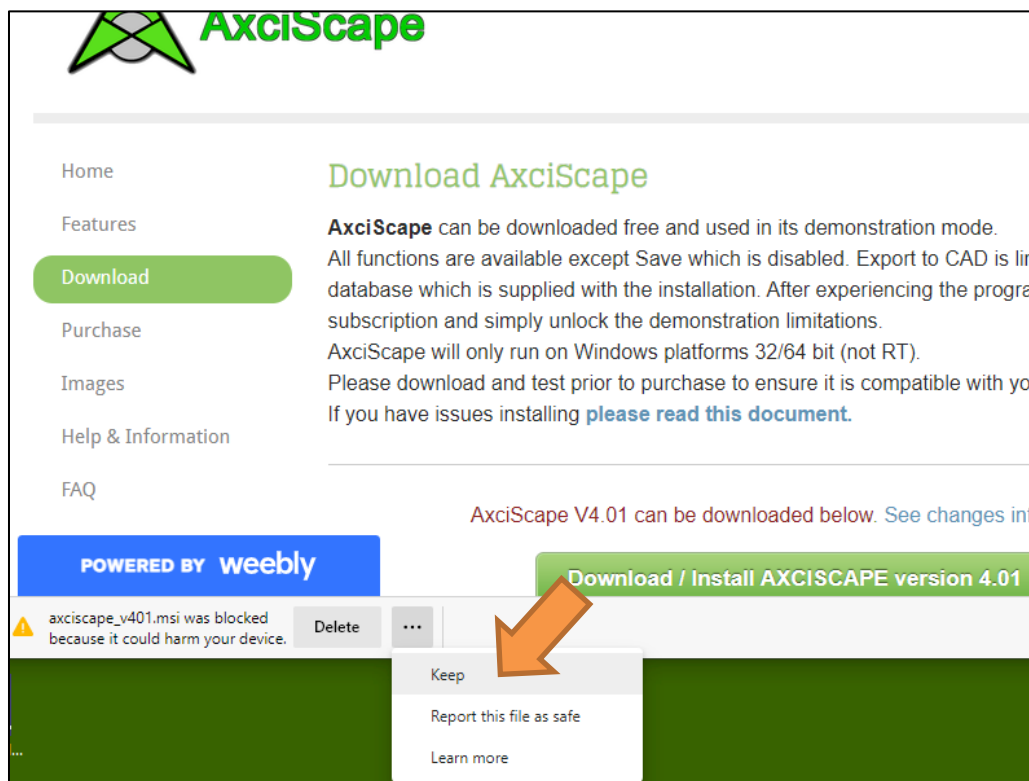 AxciScape
Home
Features
Download
Purchase
Images
Help & Information
FAQ
Download AxciScape
AxciScape can be downloaded free and used in its demonstration mode.
All functions are available except Save which is disabled. Export to CAD is
database which is supplied with the installation. After experiencing the
subscription and simply unlock the demonstration limitations.
AxciScape will only run on Windows platforms 32/64 bit (not RT).
Please download and test prior to purchase to ensure it is compatible with
If you have issues installing please read this document.
AxciScape V4.01 can be downloaded below. See changes
Download / Install AXCISCAPE version 4.01
POWERED BY weebly
axciscape_v401.msi was blocked
because it could harm your device.
Delete
...
Keep
Report this file as safe
Learn more
...